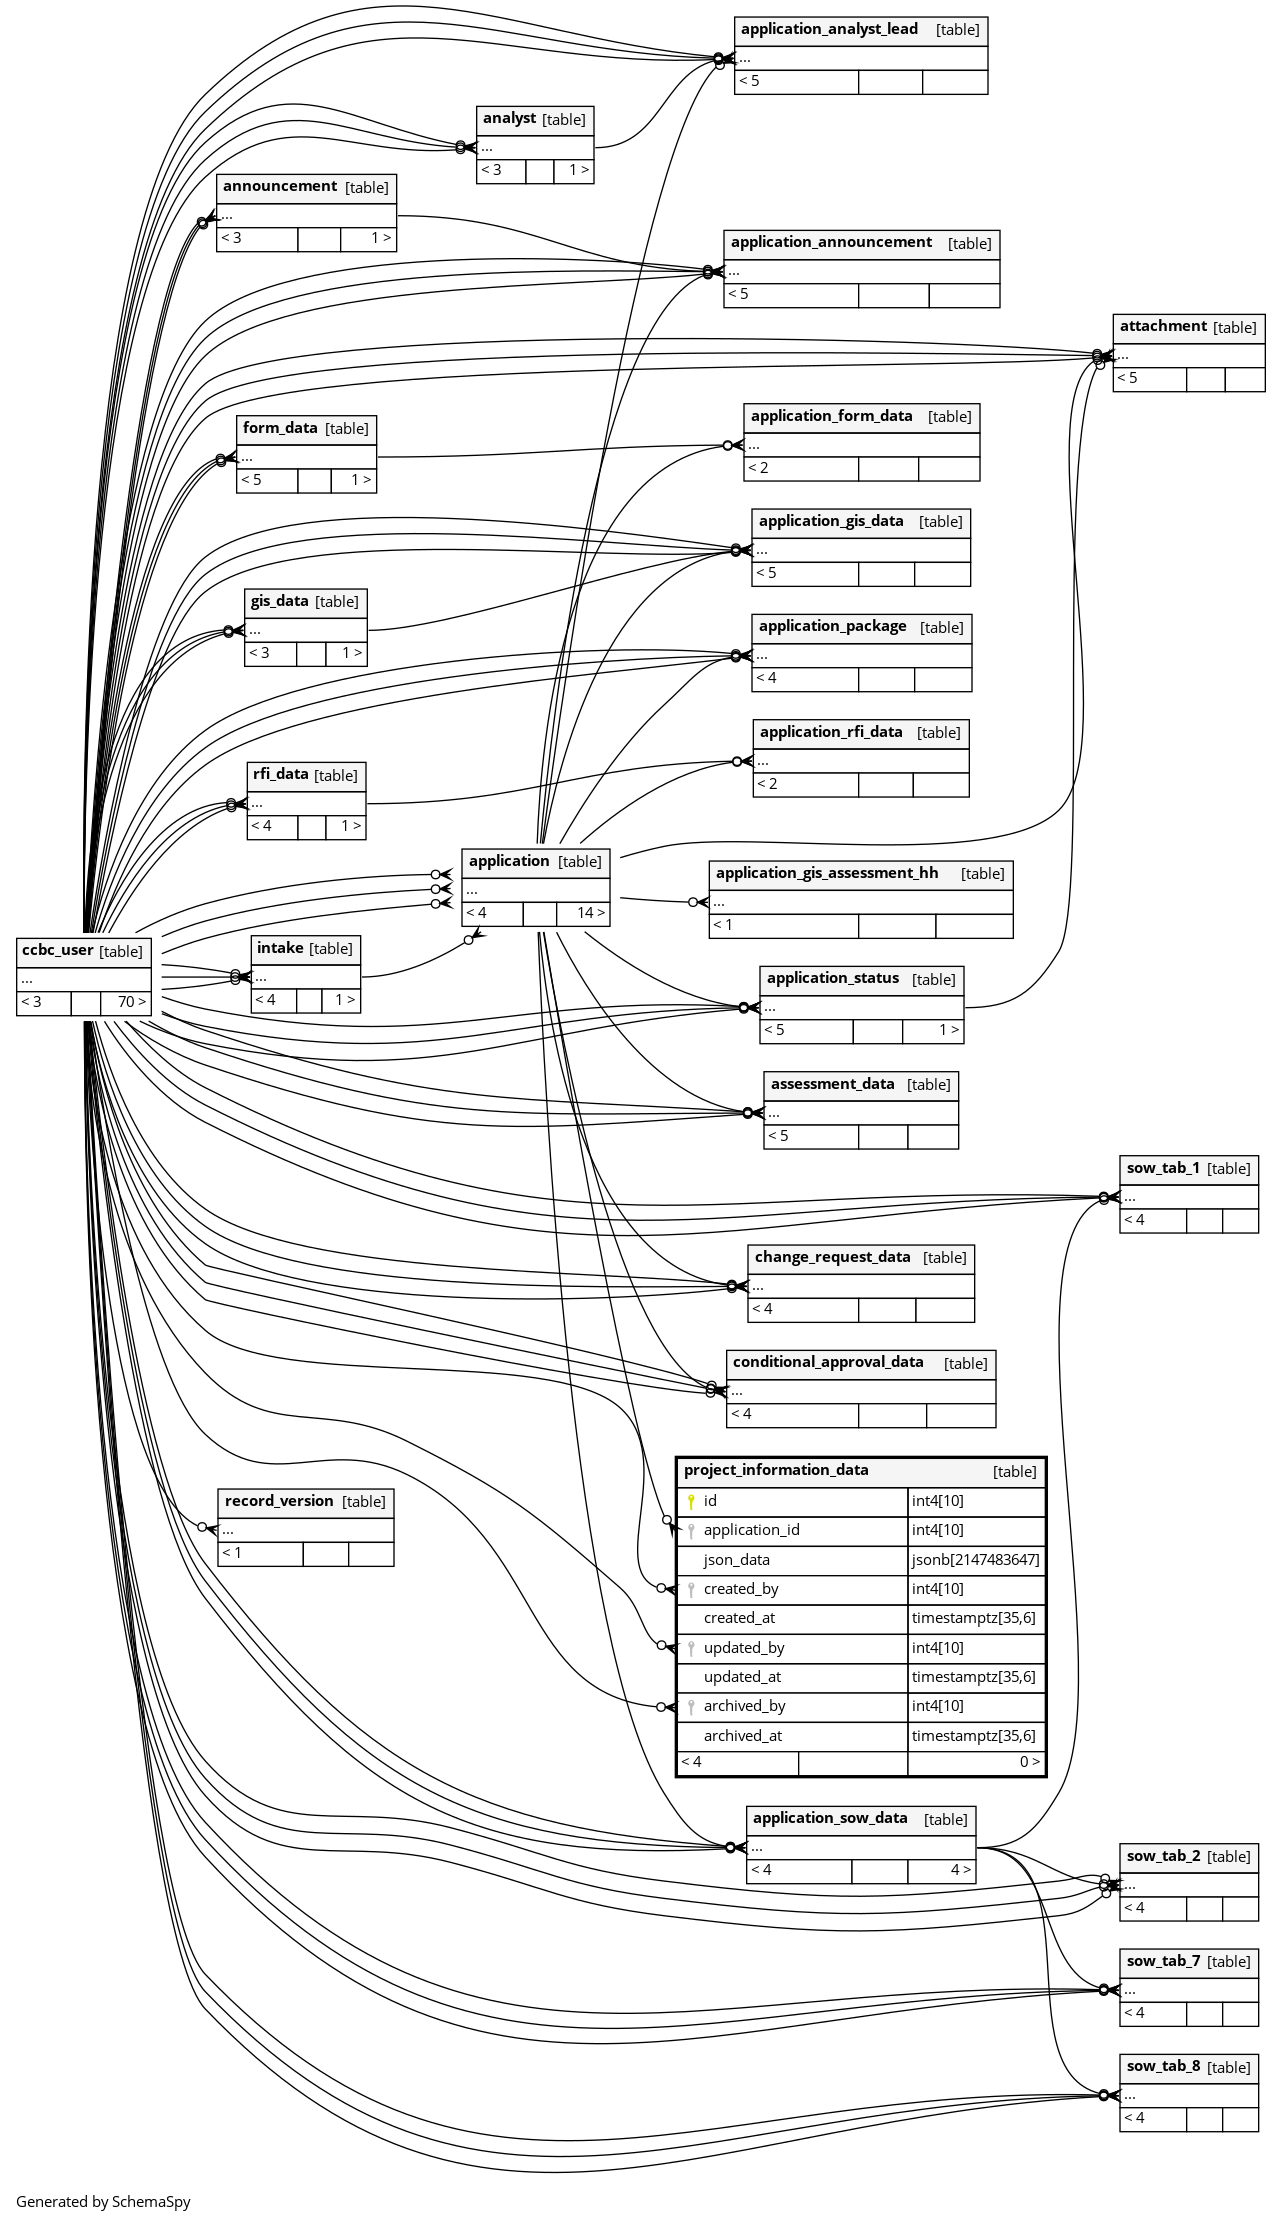 application_analyst_lead [table]
...
< 5
analyst [table]
...
< 3 1 >
announcement [table]
...
< 3 1 >
application_announcement [table]
...
< 5
attachment [table]
...
< 5
application_form_data [table]
...
< 2
form_data [table]
...
< 5 1 >
application_gis_data [table]
...
< 5
gis_data [table]
...
< 3 1 >
application_package [table]
...
< 4
application_rfi_data [table]
...
< 2
rfi_data [table]
...
< 4 1 >
application [table]
...
< 4 14 >
application_gis_assessment_hh [table]
...
< 1
ccbc_user [table]
...
< 3 70 >
intake [table]
...
< 4 1 >
application_status [table]
...
< 5 1 >
assessment_data [table]
...
< 5
sow_tab_1 [table]
...
< 4
change_request_data [table]
...
< 4
conditional_approval_data [table]
...
< 4
project_information_data [table]
id int4[10]
application_id int4[10]
json_data jsonb[2147483647]
created_by int4[10]
created_at timestamptz[35,6]
updated_by int4[10]
updated_at timestamptz[35,6]
archived_by int4[10]
archived_at timestamptz[35,6]
< 4 0 >
record_version [table]
...
< 1
application_sow_data [table]
...
< 4 4 >
sow_tab_2 [table]
...
< 4
sow_tab_7 [table]
...
< 4
sow_tab_8 [table]
...
< 4
Generated by SchemaSpy